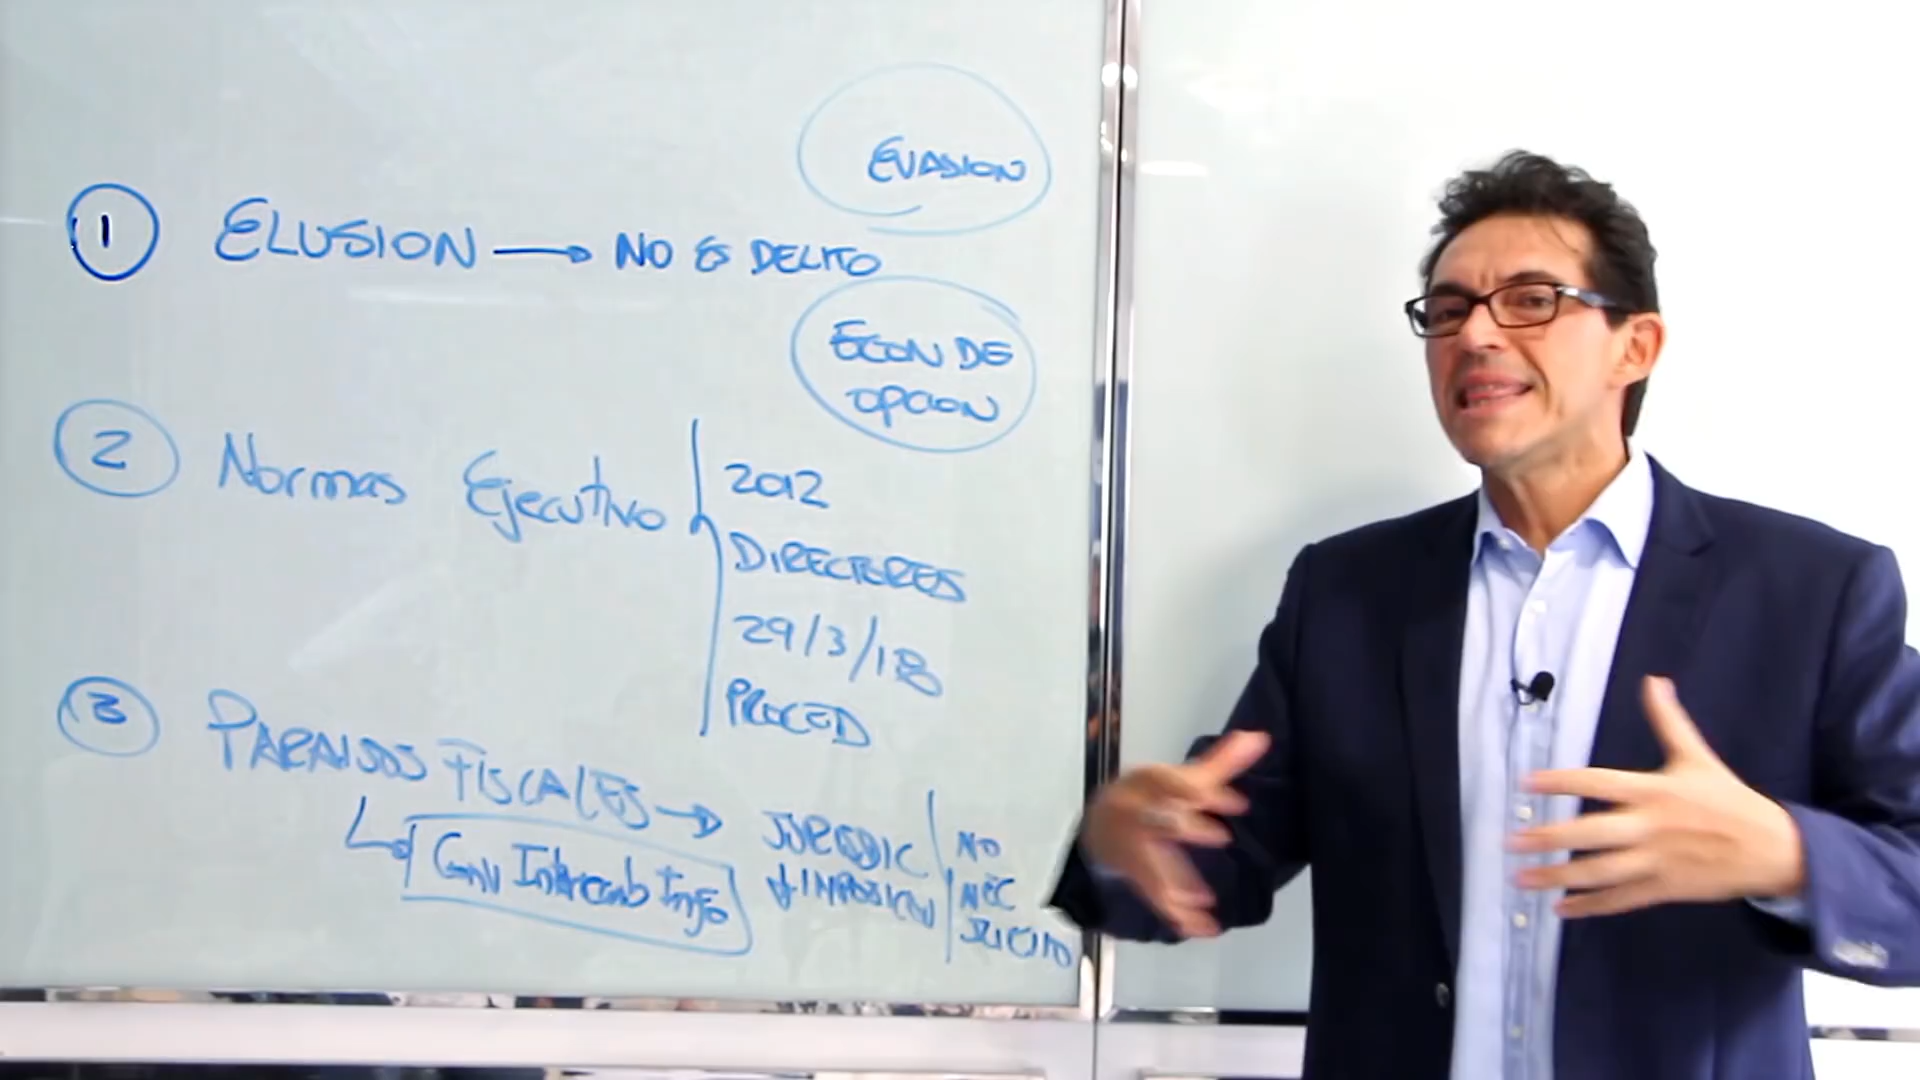 EVASION
1 ELUSION → NO ES DELITO
ECON DE
OPCION
2 Normas Ejecutivo
2012
DIRECTORES
29/3/18
PROCED
3 PARAISOS FISCALES → JURISDIC
↓ IMPOSICION
NO
NEC
ILICITO
Conv Intercamb Info